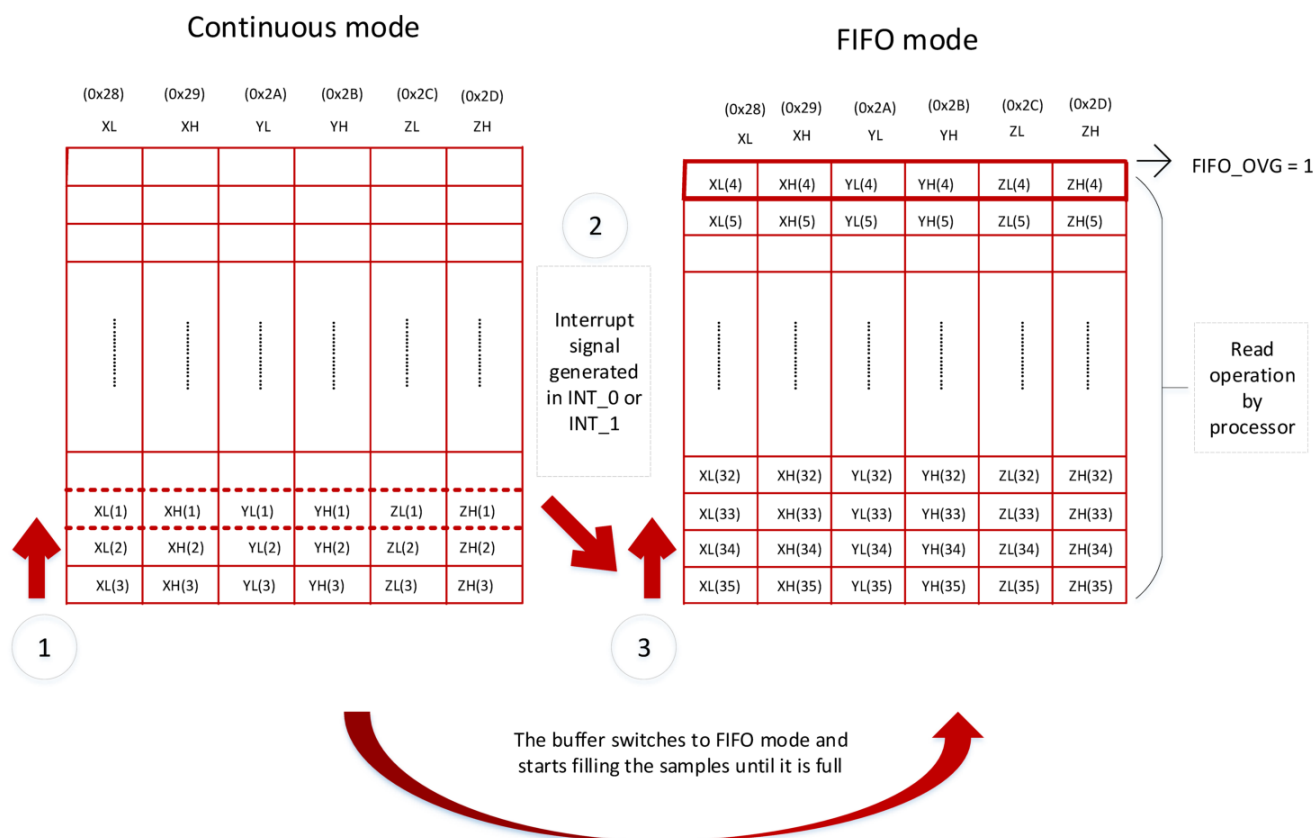 Continuous mode
(0x28) (0x29) (0x2A) (0x2B) (0x2C) (0x2D)
XL XH YL YH ZL ZH
XL(1) XH(1) YL(1) YH(1) ZL(1) ZH(1)
XL(2) XH(2) YL(2) YH(2) ZL(2) ZH(2)
XL(3) XH(3) YL(3) YH(3) ZL(3) ZH(3)
1
2
Interrupt
signal
generated
in INT_0 or
INT_1
FIFO mode
(0x28) (0x29) (0x2A) (0x2B) (0x2C) (0x2D)
XL XH YL YH ZL ZH
XL(4) XH(4) YL(4) YH(4) ZL(4) ZH(4)
XL(5) XH(5) YL(5) YH(5) ZL(5) ZH(5)
XL(32) XH(32) YL(32) YH(32) ZL(32) ZH(32)
XL(33) XH(33) YL(33) YH(33) ZL(33) ZH(33)
XL(34) XH(34) YL(34) YH(34) ZL(34) ZH(34)
XL(35) XH(35) YL(35) YH(35) ZL(35) ZH(35)
3
FIFO_OVG = 1
Read
operation
by
processor
The buffer switches to FIFO mode and
starts filling the samples until it is full